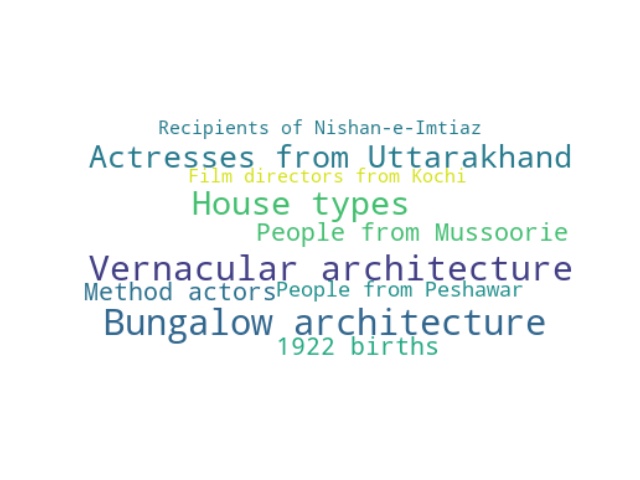 Recipients of Nishan-e-Imtiaz
Actresses from Uttarakhand
Film directors from Kochi
House types
People from Mussoorie
Vernacular architecture
Method actors
People from Peshawar
Bungalow architecture
1922 births